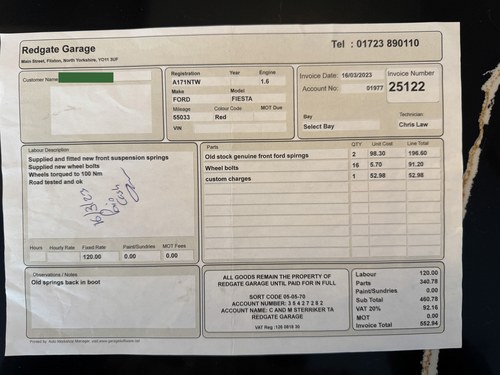 Redgate Garage
Main Street, Flixton, North Yorkshire, YO11 3UF
Tel : 01723 890110
Customer Name
Registration Year Engine
A171NTW 1.6
Make Model
FORD FIESTA
Mileage Colour Code MOT Due
55033 Red
VIN
Invoice Date: 16/03/2023
Account No: 01977
Invoice Number
25122
Bay
Select Bay
Technician:
Chris Law
Labour Description
Supplied and fitted new front suspension springs
Supplied new wheel bolts
Wheels torqued to 100 Nm
Road tested and ok
16/3/23
Hours Hourly Rate Fixed Rate Paint/Sundries MOT Fees
120.00 0.00 0.00
Parts QTY Unit Cost Line Total
Old stock genuine front ford spirngs 2 98.30 196.60
Wheel bolts 16 5.70 91.20
custom charges 1 52.98 52.98
Observations / Notes
Old springs back in boot
ALL GOODS REMAIN THE PROPERTY OF
REDGATE GARAGE UNTIL PAID FOR IN FULL
SORT CODE 05-05-70
ACCOUNT NUMBER: 3 5 4 2 7 2 8 2
ACCOUNT NAME: C AND M STERRIKER TA
REDGATE GARAGE
Labour 120.00
Parts 340.78
Paint/Sundries 0.00
Sub Total 460.78
VAT 20% 92.16
MOT 0.00
Invoice Total 552.94